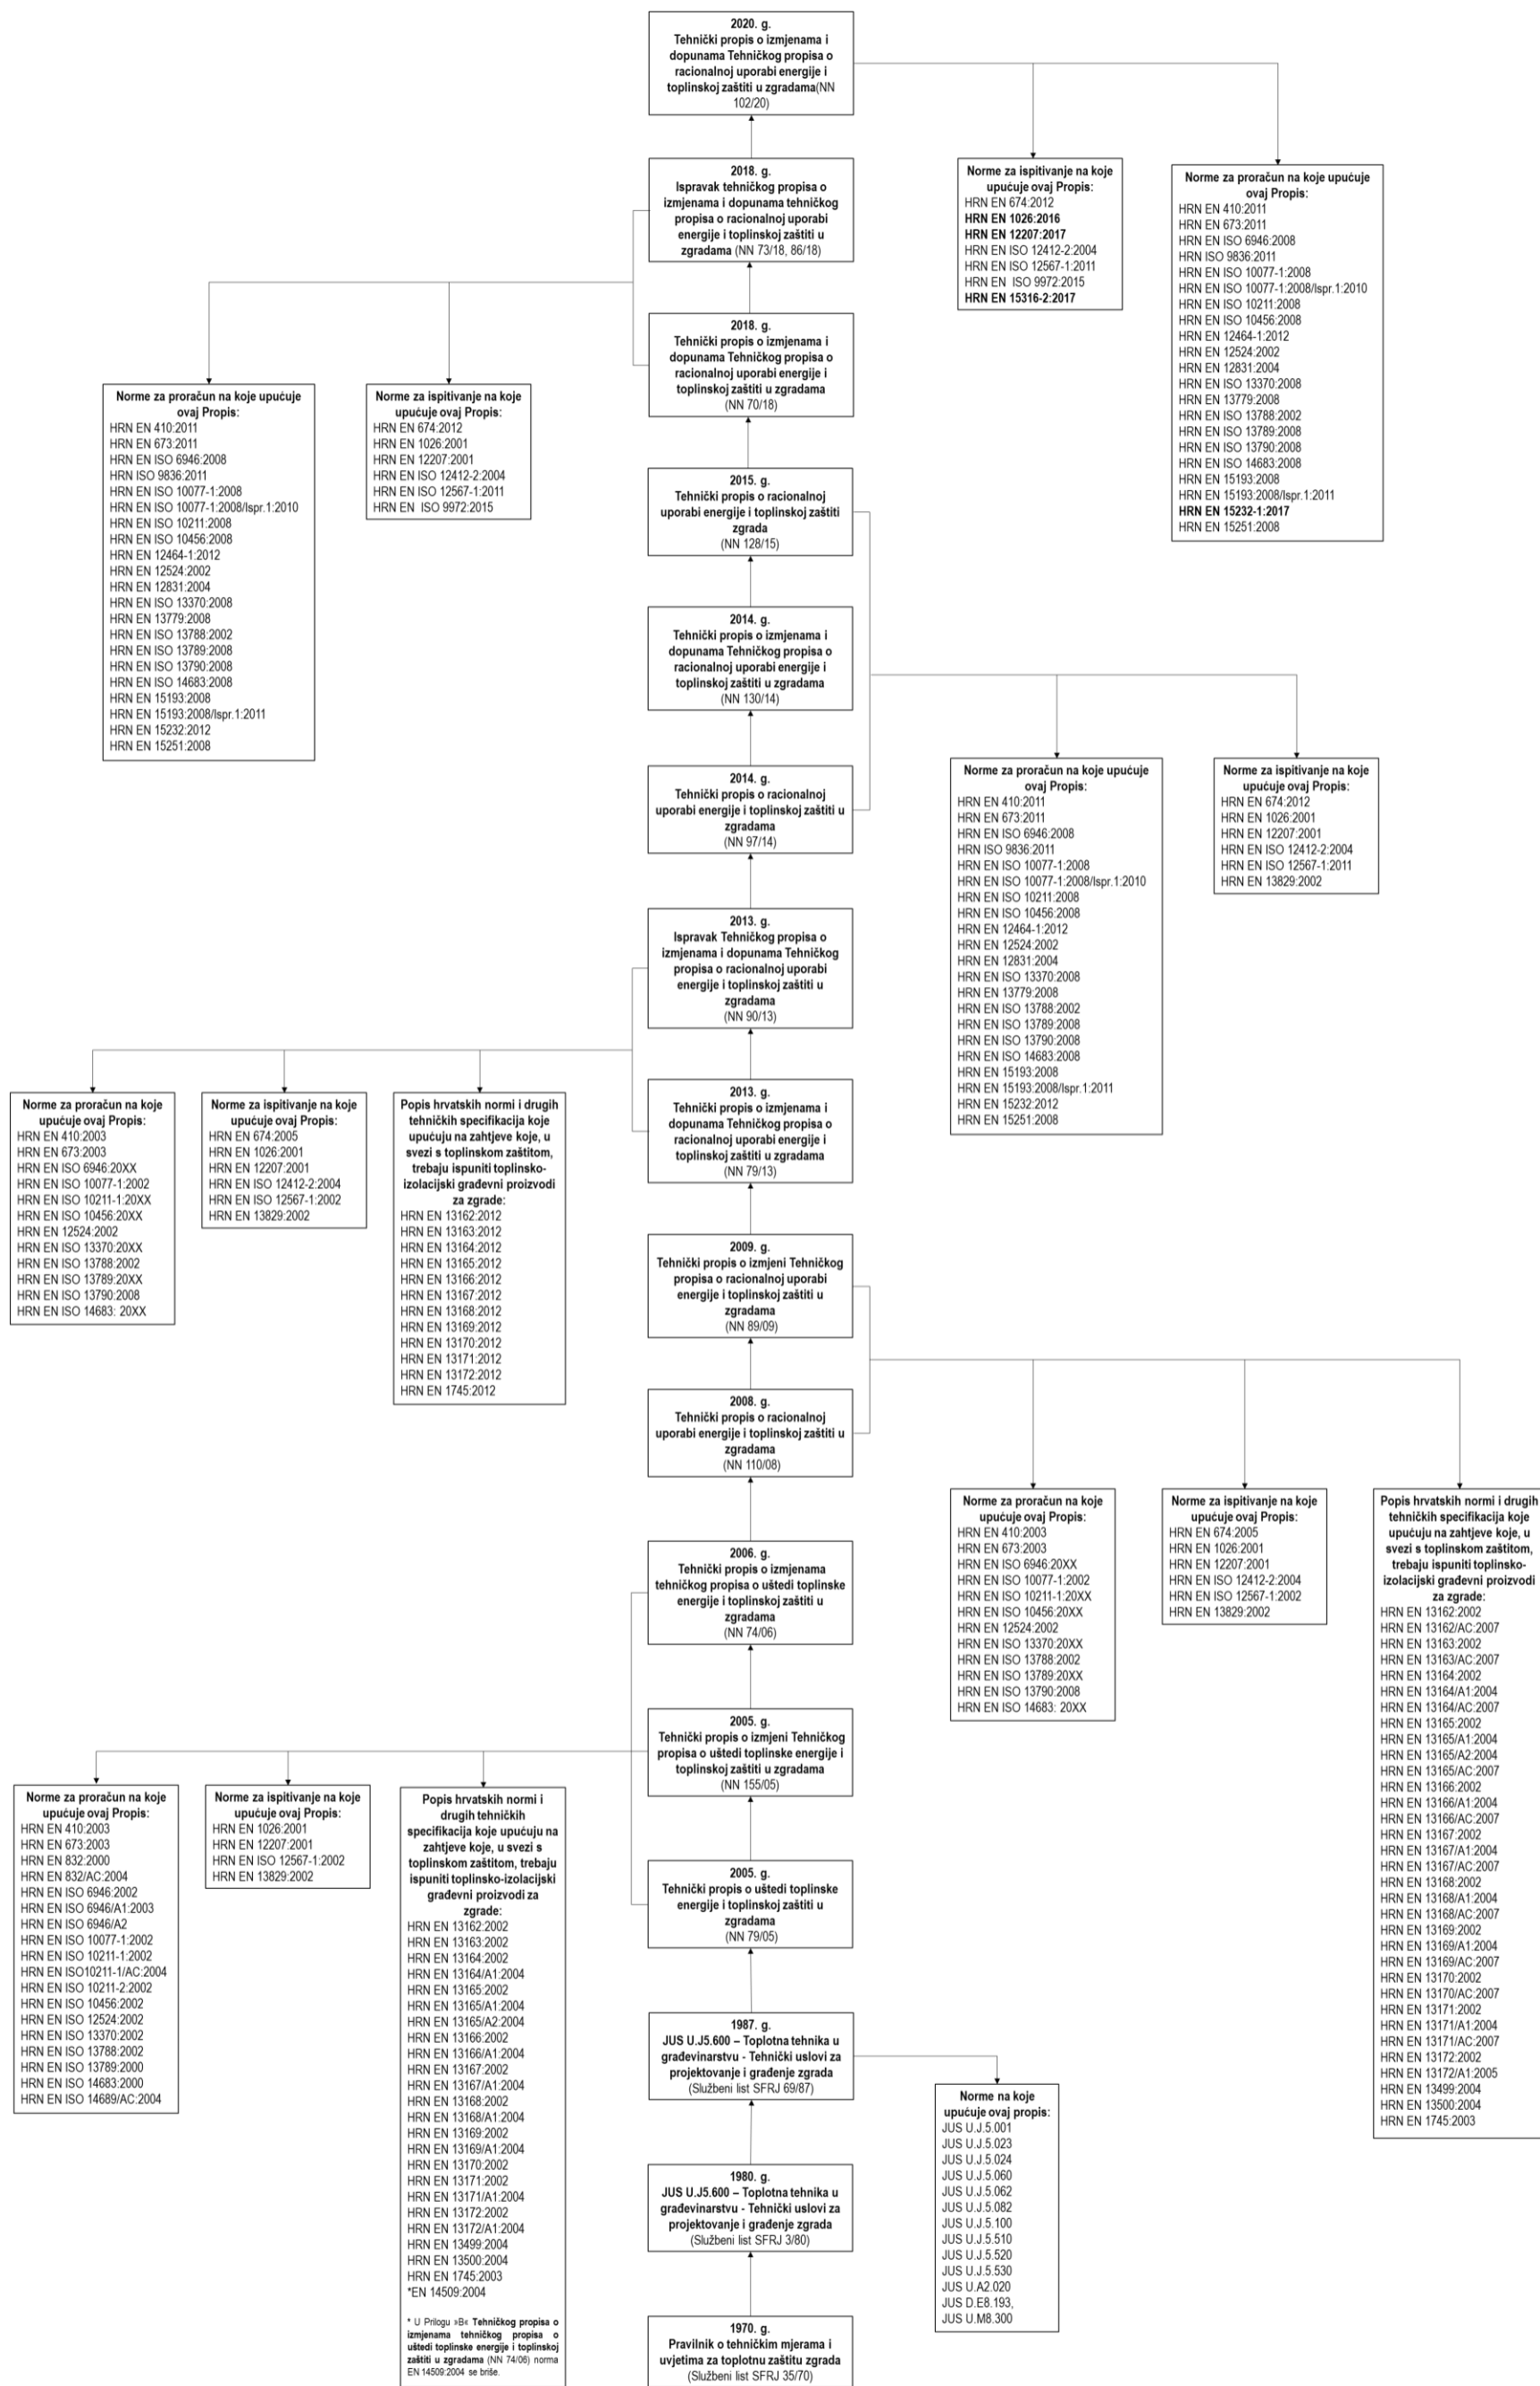 2020. g.
Tehnički propis o izmjenama i
dopunama Tehničkog propisa o
racionalnoj uporabi energije i
toplinskoj zaštiti u zgradama(NN
102/20)
2018. g.
Ispravak tehničkog propisa o
izmjenama i dopunama tehničkog
propisa o racionalnoj uporabi
energije i toplinskoj zaštiti u
zgradama (NN 73/18, 86/18)
Norme za ispitivanje na koje
upućuje ovaj Propis:
HRN EN 674:2012
HRN EN 1026:2016
HRN EN 12207:2017
HRN EN ISO 12412-2:2004
HRN EN ISO 12567-1:2011
HRN EN  ISO 9972:2015
HRN EN 15316-2:2017
Norme za proračun na koje upućuje
ovaj Propis:
HRN EN 410:2011
HRN EN 673:2011
HRN EN ISO 6946:2008
HRN ISO 9836:2011
HRN EN ISO 10077-1:2008
HRN EN ISO 10077-1:2008/Ispr.1:2010
HRN EN ISO 10211:2008
HRN EN ISO 10456:2008
HRN EN 12464-1:2012
HRN EN 12524:2002
HRN EN 12831:2004
HRN EN ISO 13370:2008
HRN EN 13779:2008
HRN EN ISO 13788:2002
HRN EN ISO 13789:2008
HRN EN ISO 13790:2008
HRN EN ISO 14683:2008
HRN EN 15193:2008
HRN EN 15193:2008/Ispr.1:2011
HRN EN 15232-1:2017
HRN EN 15251:2008
2018. g.
Tehnički propis o izmjenama i
dopunama Tehničkog propisa o
racionalnoj uporabi energije i
toplinskoj zaštiti u zgradama
(NN 70/18)
Norme za proračun na koje upućuje
ovaj Propis:
HRN EN 410:2011
HRN EN 673:2011
HRN EN ISO 6946:2008
HRN ISO 9836:2011
HRN EN ISO 10077-1:2008
HRN EN ISO 10077-1:2008/Ispr.1:2010
HRN EN ISO 10211:2008
HRN EN ISO 10456:2008
HRN EN 12464-1:2012
HRN EN 12524:2002
HRN EN 12831:2004
HRN EN ISO 13370:2008
HRN EN 13779:2008
HRN EN ISO 13788:2002
HRN EN ISO 13789:2008
HRN EN ISO 13790:2008
HRN EN ISO 14683:2008
HRN EN 15193:2008
HRN EN 15193:2008/Ispr.1:2011
HRN EN 15232:2012
HRN EN 15251:2008
Norme za ispitivanje na koje
upućuje ovaj Propis:
HRN EN 674:2012
HRN EN 1026:2001
HRN EN 12207:2001
HRN EN ISO 12412-2:2004
HRN EN ISO 12567-1:2011
HRN EN  ISO 9972:2015
2015. g.
Tehnički propis o racionalnoj
uporabi energije i toplinskoj zaštiti
zgrada
(NN 128/15)
2014. g.
Tehnički propis o izmjenama i
dopunama Tehničkog propisa o
racionalnoj uporabi energije i
toplinskoj zaštiti u zgradama
(NN 130/14)
2014. g.
Tehnički propis o racionalnoj
uporabi energije i toplinskoj zaštiti u
zgradama
(NN 97/14)
Norme za proračun na koje upućuje
ovaj Propis:
HRN EN 410:2011
HRN EN 673:2011
HRN EN ISO 6946:2008
HRN ISO 9836:2011
HRN EN ISO 10077-1:2008
HRN EN ISO 10077-1:2008/Ispr.1:2010
HRN EN ISO 10211:2008
HRN EN ISO 10456:2008
HRN EN 12464-1:2012
HRN EN 12524:2002
HRN EN 12831:2004
HRN EN ISO 13370:2008
HRN EN 13779:2008
HRN EN ISO 13788:2002
HRN EN ISO 13789:2008
HRN EN ISO 13790:2008
HRN EN ISO 14683:2008
HRN EN 15193:2008
HRN EN 15193:2008/Ispr.1:2011
HRN EN 15232:2012
HRN EN 15251:2008
Norme za ispitivanje na koje
upućuje ovaj Propis:
HRN EN 674:2012
HRN EN 1026:2001
HRN EN 12207:2001
HRN EN ISO 12412-2:2004
HRN EN ISO 12567-1:2011
HRN EN 13829:2002
2013. g.
Ispravak Tehničkog propisa o
izmjenama i dopunama Tehničkog
propisa o racionalnoj uporabi
energije i toplinskoj zaštiti u
zgradama
(NN 90/13)
2013. g.
Tehnički propis o izmjenama i
dopunama Tehničkog propisa o
racionalnoj uporabi energije i
toplinskoj zaštiti u zgradama
(NN 79/13)
Norme za proračun na koje
upućuje ovaj Propis:
HRN EN 410:2003
HRN EN 673:2003
HRN EN ISO 6946:20XX
HRN EN ISO 10077-1:2002
HRN EN ISO 10211-1:20XX
HRN EN ISO 10456:20XX
HRN EN 12524:2002
HRN EN ISO 13370:20XX
HRN EN ISO 13788:2002
HRN EN ISO 13789:20XX
HRN EN ISO 13790:2008
HRN EN ISO 14683: 20XX
Norme za ispitivanje na koje
upućuje ovaj Propis:
HRN EN 674:2005
HRN EN 1026:2001
HRN EN 12207:2001
HRN EN ISO 12412-2:2004
HRN EN ISO 12567-1:2002
HRN EN 13829:2002
Popis hrvatskih normi i drugih
tehničkih specifikacija koje
upućuju na zahtjeve koje, u
svezi s toplinskom zaštitom,
trebaju ispuniti toplinsko-
izolacijski građevni proizvodi
za zgrade:
HRN EN 13162:2012
HRN EN 13163:2012
HRN EN 13164:2012
HRN EN 13165:2012
HRN EN 13166:2012
HRN EN 13167:2012
HRN EN 13168:2012
HRN EN 13169:2012
HRN EN 13170:2012
HRN EN 13171:2012
HRN EN 13172:2012
HRN EN 1745:2012
2009. g.
Tehnički propis o izmjeni Tehničkog
propisa o racionalnoj uporabi
energije i toplinskoj zaštiti u
zgradama
(NN 89/09)
2008. g.
Tehnički propis o racionalnoj
uporabi energije i toplinskoj zaštiti u
zgradama
(NN 110/08)
Norme za proračun na koje
upućuje ovaj Propis:
HRN EN 410:2003
HRN EN 673:2003
HRN EN ISO 6946:20XX
HRN EN ISO 10077-1:2002
HRN EN ISO 10211-1:20XX
HRN EN ISO 10456:20XX
HRN EN 12524:2002
HRN EN ISO 13370:20XX
HRN EN ISO 13788:2002
HRN EN ISO 13789:20XX
HRN EN ISO 13790:2008
HRN EN ISO 14683: 20XX
Norme za ispitivanje na koje
upućuje ovaj Propis:
HRN EN 674:2005
HRN EN 1026:2001
HRN EN 12207:2001
HRN EN ISO 12412-2:2004
HRN EN ISO 12567-1:2002
HRN EN 13829:2002
Popis hrvatskih normi i drugih
tehničkih specifikacija koje
upućuju na zahtjeve koje, u
svezi s toplinskom zaštitom,
trebaju ispuniti toplinsko-
izolacijski građevni proizvodi
za zgrade:
HRN EN 13162:2002
HRN EN 13162/AC:2007
HRN EN 13163:2002
HRN EN 13163/AC:2007
HRN EN 13164:2002
HRN EN 13164/A1:2004
HRN EN 13164/AC:2007
HRN EN 13165:2002
HRN EN 13165/A1:2004
HRN EN 13165/A2:2004
HRN EN 13165/AC:2007
HRN EN 13166:2002
HRN EN 13166/A1:2004
HRN EN 13166/AC:2007
HRN EN 13167:2002
HRN EN 13167/A1:2004
HRN EN 13167/AC:2007
HRN EN 13168:2002
HRN EN 13168/A1:2004
HRN EN 13168/AC:2007
HRN EN 13169:2002
HRN EN 13169/A1:2004
HRN EN 13169/AC:2007
HRN EN 13170:2002
HRN EN 13170/AC:2007
HRN EN 13171:2002
HRN EN 13171/A1:2004
HRN EN 13171/AC:2007
HRN EN 13172:2002
HRN EN 13172/A1:2005
HRN EN 13499:2004
HRN EN 13500:2004
HRN EN 1745:2003
2006. g.
Tehnički propis o izmjenama
tehničkog propisa o uštedi toplinske
energije i toplinskoj zaštiti u
zgradama
(NN 74/06)
2005. g.
Tehnički propis o izmjeni Tehničkog
propisa o uštedi toplinske energije i
toplinskoj zaštiti u zgradama
(NN 155/05)
2005. g.
Tehnički propis o uštedi toplinske
energije i toplinskoj zaštiti u
zgradama
(NN 79/05)
Norme za proračun na koje
upućuje ovaj Propis:
HRN EN 410:2003
HRN EN 673:2003
HRN EN 832:2000
HRN EN 832/AC:2004
HRN EN ISO 6946:2002
HRN EN ISO 6946/A1:2003
HRN EN ISO 6946/A2
HRN EN ISO 10077-1:2002
HRN EN ISO 10211-1:2002
HRN EN ISO10211-1/AC:2004
HRN EN ISO 10211-2:2002
HRN EN ISO 10456:2002
HRN EN ISO 12524:2002
HRN EN ISO 13370:2002
HRN EN ISO 13788:2002
HRN EN ISO 13789:2000
HRN EN ISO 14683:2000
HRN EN ISO 14689/AC:2004
Norme za ispitivanje na koje
upućuje ovaj Propis:
HRN EN 1026:2001
HRN EN 12207:2001
HRN EN ISO 12567-1:2002
HRN EN 13829:2002
Popis hrvatskih normi i
drugih tehničkih
specifikacija koje upućuju na
zahtjeve koje, u svezi s
toplinskom zaštitom, trebaju
ispuniti toplinsko-izolacijski
građevni proizvodi za
zgrade:
HRN EN 13162:2002
HRN EN 13163:2002
HRN EN 13164:2002
HRN EN 13164/A1:2004
HRN EN 13165:2002
HRN EN 13165/A1:2004
HRN EN 13165/A2:2004
HRN EN 13166:2002
HRN EN 13166/A1:2004
HRN EN 13167:2002
HRN EN 13167/A1:2004
HRN EN 13168:2002
HRN EN 13168/A1:2004
HRN EN 13169:2002
HRN EN 13169/A1:2004
HRN EN 13170:2002
HRN EN 13171:2002
HRN EN 13171/A1:2004
HRN EN 13172:2002
HRN EN 13172/A1:2004
HRN EN 13499:2004
HRN EN 13500:2004
HRN EN 1745:2003
*EN 14509:2004
* U Prilogu »B« Tehničkog propisa o
izmjenama tehničkog propisa o
uštedi toplinske energije i toplinskoj
zaštiti u zgradama (NN 74/06) norma
EN 14509:2004 se briše.
1987. g.
JUS U.J5.600 – Toplotna tehnika u
građevinarstvu - Tehnički uslovi za
projektovanje i građenje zgrada
(Službeni list SFRJ 69/87)
Norme na koje
upućuje ovaj propis:
JUS U.J.5.001
JUS U.J.5.023
JUS U.J.5.024
JUS U.J.5.060
JUS U.J.5.062
JUS U.J.5.082
JUS U.J.5.100
JUS U.J.5.510
JUS U.J.5.520
JUS U.J.5.530
JUS U.A2.020
JUS D.E8.193,
JUS U.M8.300
1980. g.
JUS U.J5.600 – Toplotna tehnika u
građevinarstvu - Tehnički uslovi za
projektovanje i građenje zgrada
(Službeni list SFRJ 3/80)
1970. g.
Pravilnik o tehničkim mjerama i
uvjetima za toplotnu zaštitu zgrada
(Službeni list SFRJ 35/70)